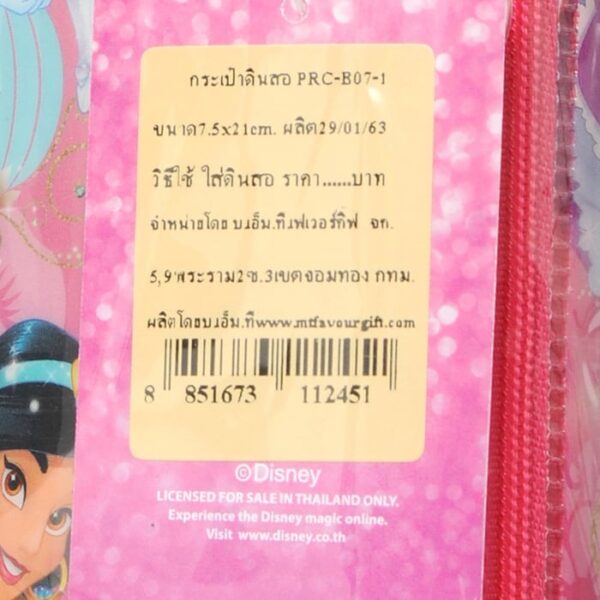 กระเป๋าดินสอ PRC-B07-1
ขนาด7.5x21cm. ผลิต29/01/63
วิธีใช้ ใส่ดินสอ ราคา......บาท
จำหน่ายโดย บ.เอ็ม.ทีเฟเวอร์กิ๊ฟ จก.
5,9 พระราม2ซ.3เขตจอมทอง กทม.
ผลิตโดยบ.เอ็ม.ทีwww.mtfavourgift.com
8 851673 112451
©Disney
LICENSED FOR SALE IN THAILAND ONLY.
Experience the Disney magic online.
Visit www.disney.co.th